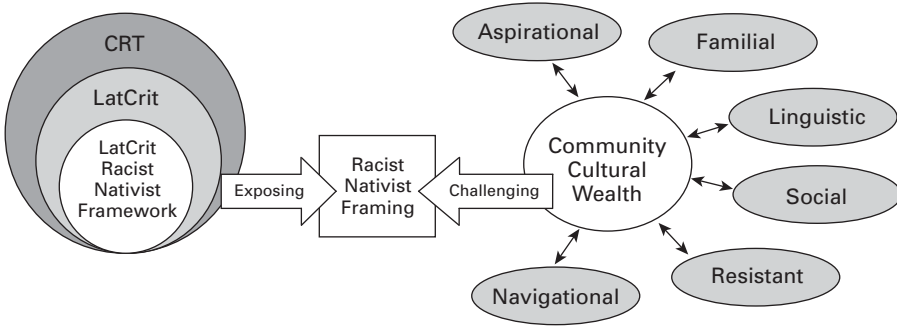 CRT
LatCrit
LatCrit
Racist
Nativist
Framework
Exposing
Racist
Nativist
Framing
Challenging
Community
Cultural
Wealth
Aspirational
Familial
Linguistic
Social
Resistant
Navigational